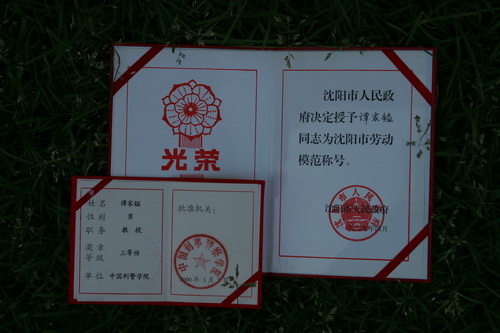 光荣
沈阳市人民政
府决定授予谭家韫
同志为沈阳市劳动
模范称号。
沈阳市人民政府
姓名 谭家韫
性别 男
职务 教授
奖章
等级 三等功
单位 中国刑警学院
批准机关：